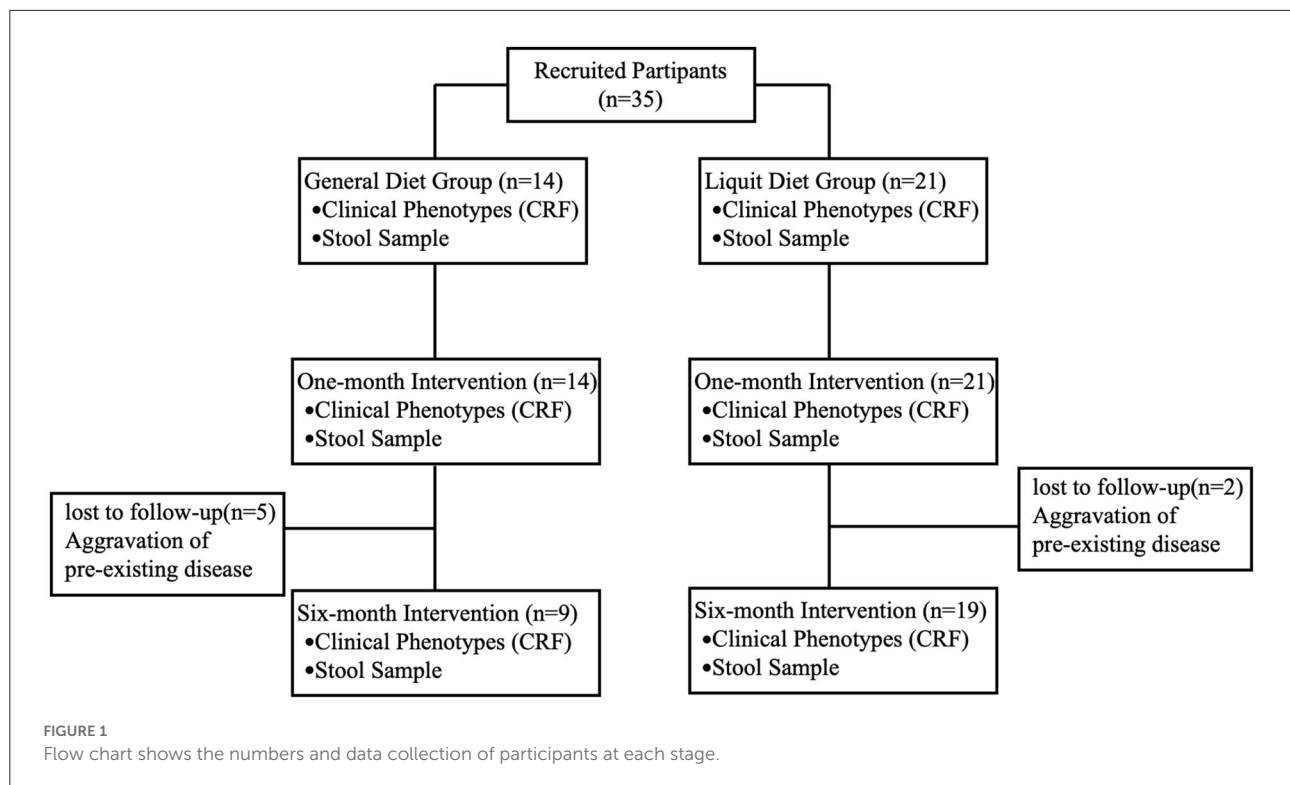 Recruited Partipants
(n=35)
General Diet Group (n=14)
•Clinical Phenotypes (CRF)
•Stool Sample
Liquit Diet Group (n=21)
•Clinical Phenotypes (CRF)
•Stool Sample
One-month Intervention (n=14)
•Clinical Phenotypes (CRF)
•Stool Sample
One-month Intervention (n=21)
•Clinical Phenotypes (CRF)
•Stool Sample
lost to follow-up(n=5)
Aggravation of
pre-existing disease
lost to follow-up(n=2)
Aggravation of
pre-existing disease
Six-month Intervention (n=9)
•Clinical Phenotypes (CRF)
•Stool Sample
Six-month Intervention (n=19)
•Clinical Phenotypes (CRF)
•Stool Sample
FIGURE 1
Flow chart shows the numbers and data collection of participants at each stage.